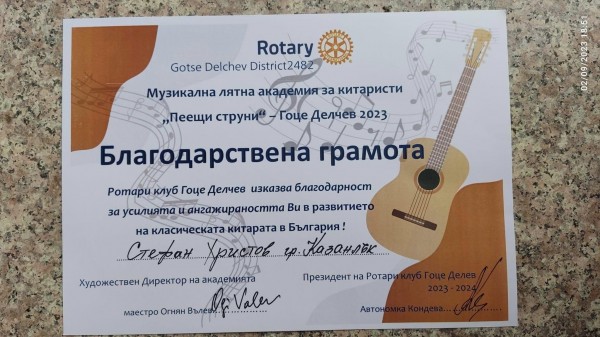 Rotary
Gotse Delchev District2482
Музикална лятна академия за китаристи
„Пеещи струни“ – Гоце Делчев 2023
Благодарствена грамота
Ротари клуб Гоце Делчев изказва благодарност
за усилията и ангажираността Ви в развитието
на класическата китара в България !
Стефан Христов гр. Казанлък
Художествен Директор на академията
маестро Огнян Вълев
Президент на Ротари клуб Гоце Делев
2023 - 2024
Автономка Кондева
02/09/2023 18:51